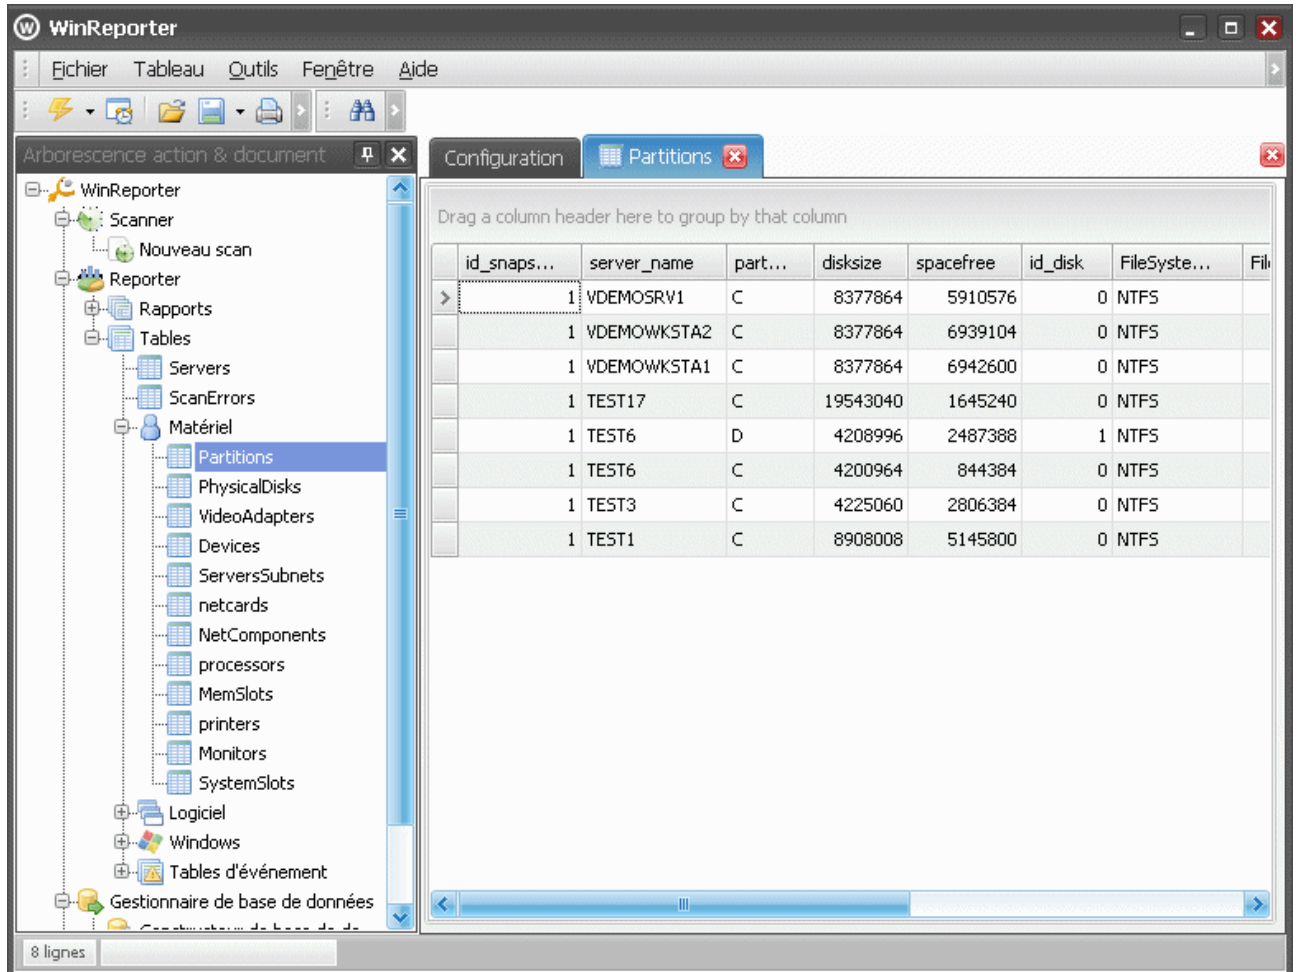 WinReporter
Fichier Tableau Outils Fenêtre Aide
Arborescence action & document
WinReporter
Scanner
Nouveau scan
Reporter
Rapports
Tables
Servers
ScanErrors
Matériel
Partitions
PhysicalDisks
VideoAdapters
Devices
ServersSubnets
netcards
NetComponents
processors
MemSlots
printers
Monitors
SystemSlots
Logiciel
Windows
Tables d'événement
Gestionnaire de base de données
Configuration Partitions
Drag a column header here to group by that column
id_snaps... server_name part... disksize spacefree id_disk FileSyste... Fil
1 VDEMOSRV1 C 8377864 5910576 0 NTFS
1 VDEMOWKSTA2 C 8377864 6939104 0 NTFS
1 VDEMOWKSTA1 C 8377864 6942600 0 NTFS
1 TEST17 C 19543040 1645240 0 NTFS
1 TEST6 D 4208996 2487388 1 NTFS
1 TEST6 C 4200964 844384 0 NTFS
1 TEST3 C 4225060 2806384 0 NTFS
1 TEST1 C 8908008 5145800 0 NTFS
8 lignes